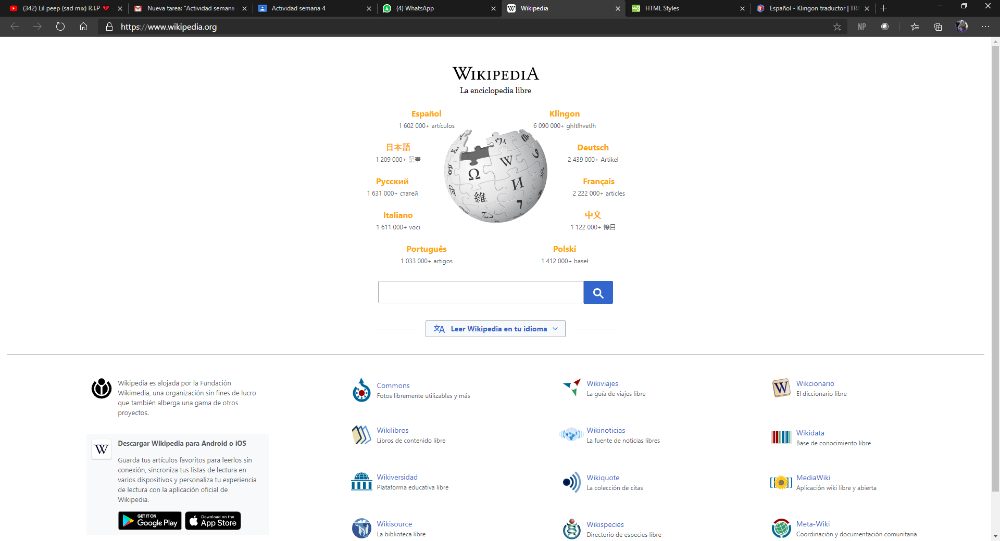 (342) Lil peep (sad mix) R.I.P 💔
Nueva tarea: "Actividad semana
Actividad semana 4
(4) WhatsApp
Wikipedia
HTML Styles
Español - Klingon traductor | TRA
https://www.wikipedia.org
NP
WIKIPEDIA
La enciclopedia libre
Español
1 602 000+ artículos
Klingon
6 090 000+ ghItlhvetlh
日本語
1 209 000+ 記事
Deutsch
2 439 000+ Artikel
Русский
1 631 000+ статей
Français
2 222 000+ articles
Italiano
1 611 000+ voci
中文
1 122 000+ 條目
Português
1 033 000+ artigos
Polski
1 412 000+ haseł
Ω W И 維 ウィ 위 ר
Leer Wikipedia en tu idioma
Wikipedia es alojada por la Fundación
Wikimedia, una organización sin fines de lucro
que también alberga una gama de otros
proyectos.
W
Descargar Wikipedia para Android o iOS
Guarda tus artículos favoritos para leerlos sin
conexión, sincroniza tus listas de lectura en
varios dispositivos y personaliza tu experiencia
de lectura con la aplicación oficial de
Wikipedia.
GET IT ON
Google Play
Download on the
App Store
Commons
Fotos libremente utilizables y más
Wikiviajes
La guía de viajes libre
W
Wikcionario
El diccionario libre
Wikilibros
Libros de contenido libre
Wikinoticias
La fuente de noticias libres
Wikidata
Base de conocimiento libre
Wikiversidad
Plataforma educativa libre
Wikiquote
La colección de citas
MediaWiki
Aplicación wiki libre y abierta
Wikisource
La biblioteca libre
Wikispecies
Directorio de especies libre
Meta-Wiki
Coordinación y documentación comunitaria